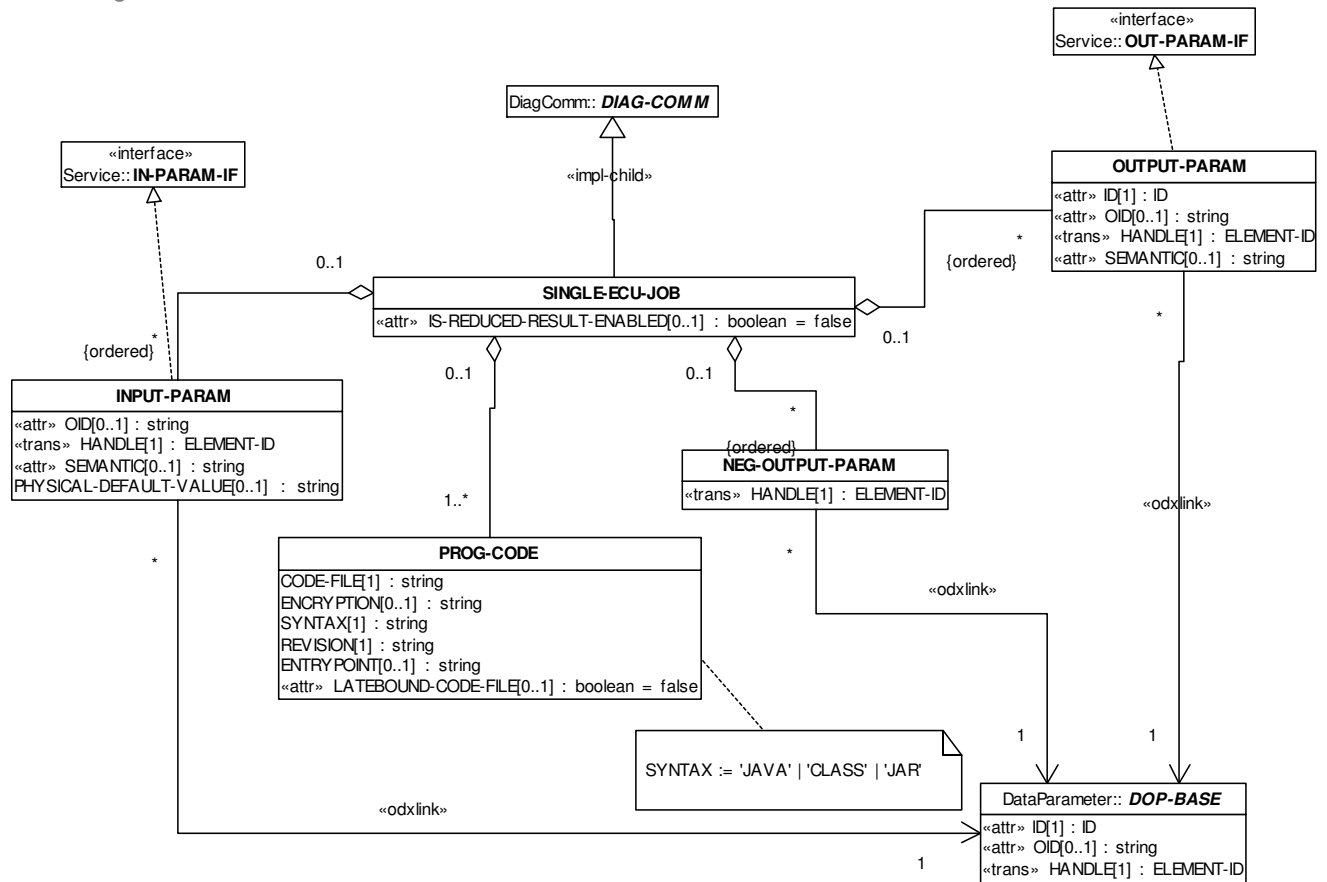 «interface»
Service:: OUT-PARAM-IF
DiagComm:: DIAG-COMM
«interface»
Service:: IN-PARAM-IF
«impl-child»
OUTPUT-PARAM
«attr» ID[1] : ID
«attr» OID[0..1] : string
«trans» HANDLE[1] : ELEMENT-ID
«attr» SEMANTIC[0..1] : string
*
{ordered}
0..1
SINGLE-ECU-JOB
«attr» IS-REDUCED-RESULT-ENABLED[0..1] : boolean = false
0..1
*
*
{ordered}
0..1
0..1
INPUT-PARAM
«attr» OID[0..1] : string
«trans» HANDLE[1] : ELEMENT-ID
«attr» SEMANTIC[0..1] : string
PHYSICAL-DEFAULT-VALUE[0..1] : string
*
{ordered}
NEG-OUTPUT-PARAM
«trans» HANDLE[1] : ELEMENT-ID
1..*
«odxlink»
*
*
PROG-CODE
CODE-FILE[1] : string
ENCRYPTION[0..1] : string
SYNTAX[1] : string
REVISION[1] : string
ENTRYPOINT[0..1] : string
«attr» LATEBOUND-CODE-FILE[0..1] : boolean = false
«odxlink»
1
1
SYNTAX := 'JAVA' | 'CLASS' | 'JAR'
«odxlink»
1
DataParameter:: DOP-BASE
«attr» ID[1] : ID
«attr» OID[0..1] : string
«trans» HANDLE[1] : ELEMENT-ID